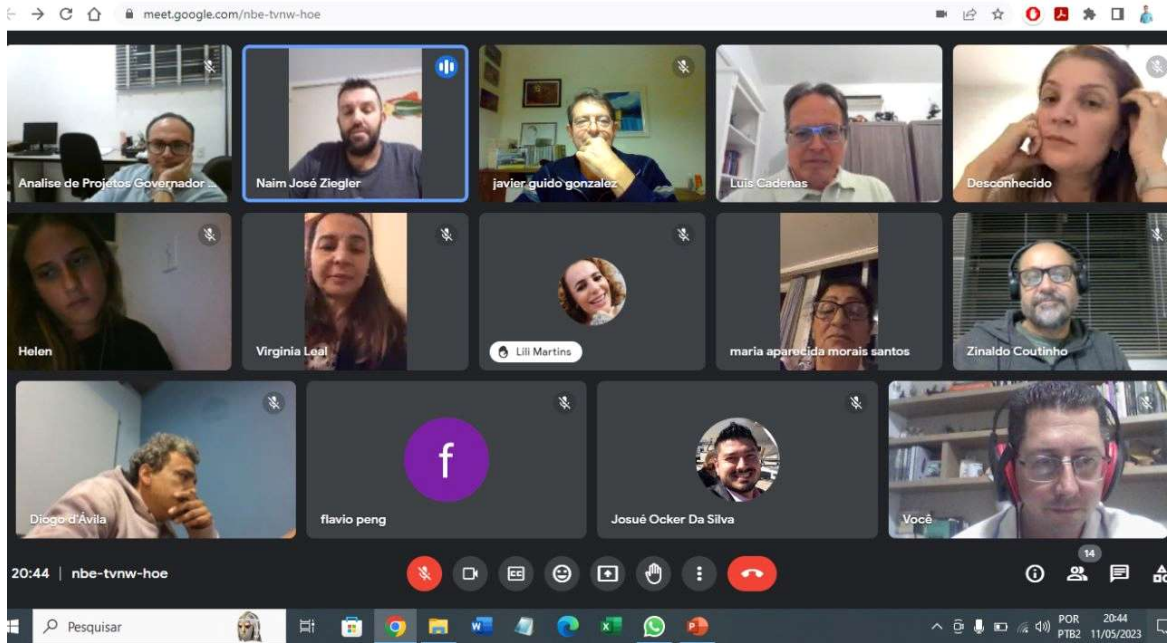 meet.google.com/nbe-tvnw-hoe
Analise de Projetos Governador ...
Naim José Ziegler
javier guido gonzalez
Luis Cadenas
Desconhecido
Helen
Virginia Leal
Lili Martins
maria aparecida morais santos
Zinaldo Coutinho
Diogo d'Ávila
f
flavio peng
Josué Ocker Da Silva
Você
20:44 | nbe-tvnw-hoe
CC
14
Pesquisar
POR
PTB2
20:44
11/05/2023